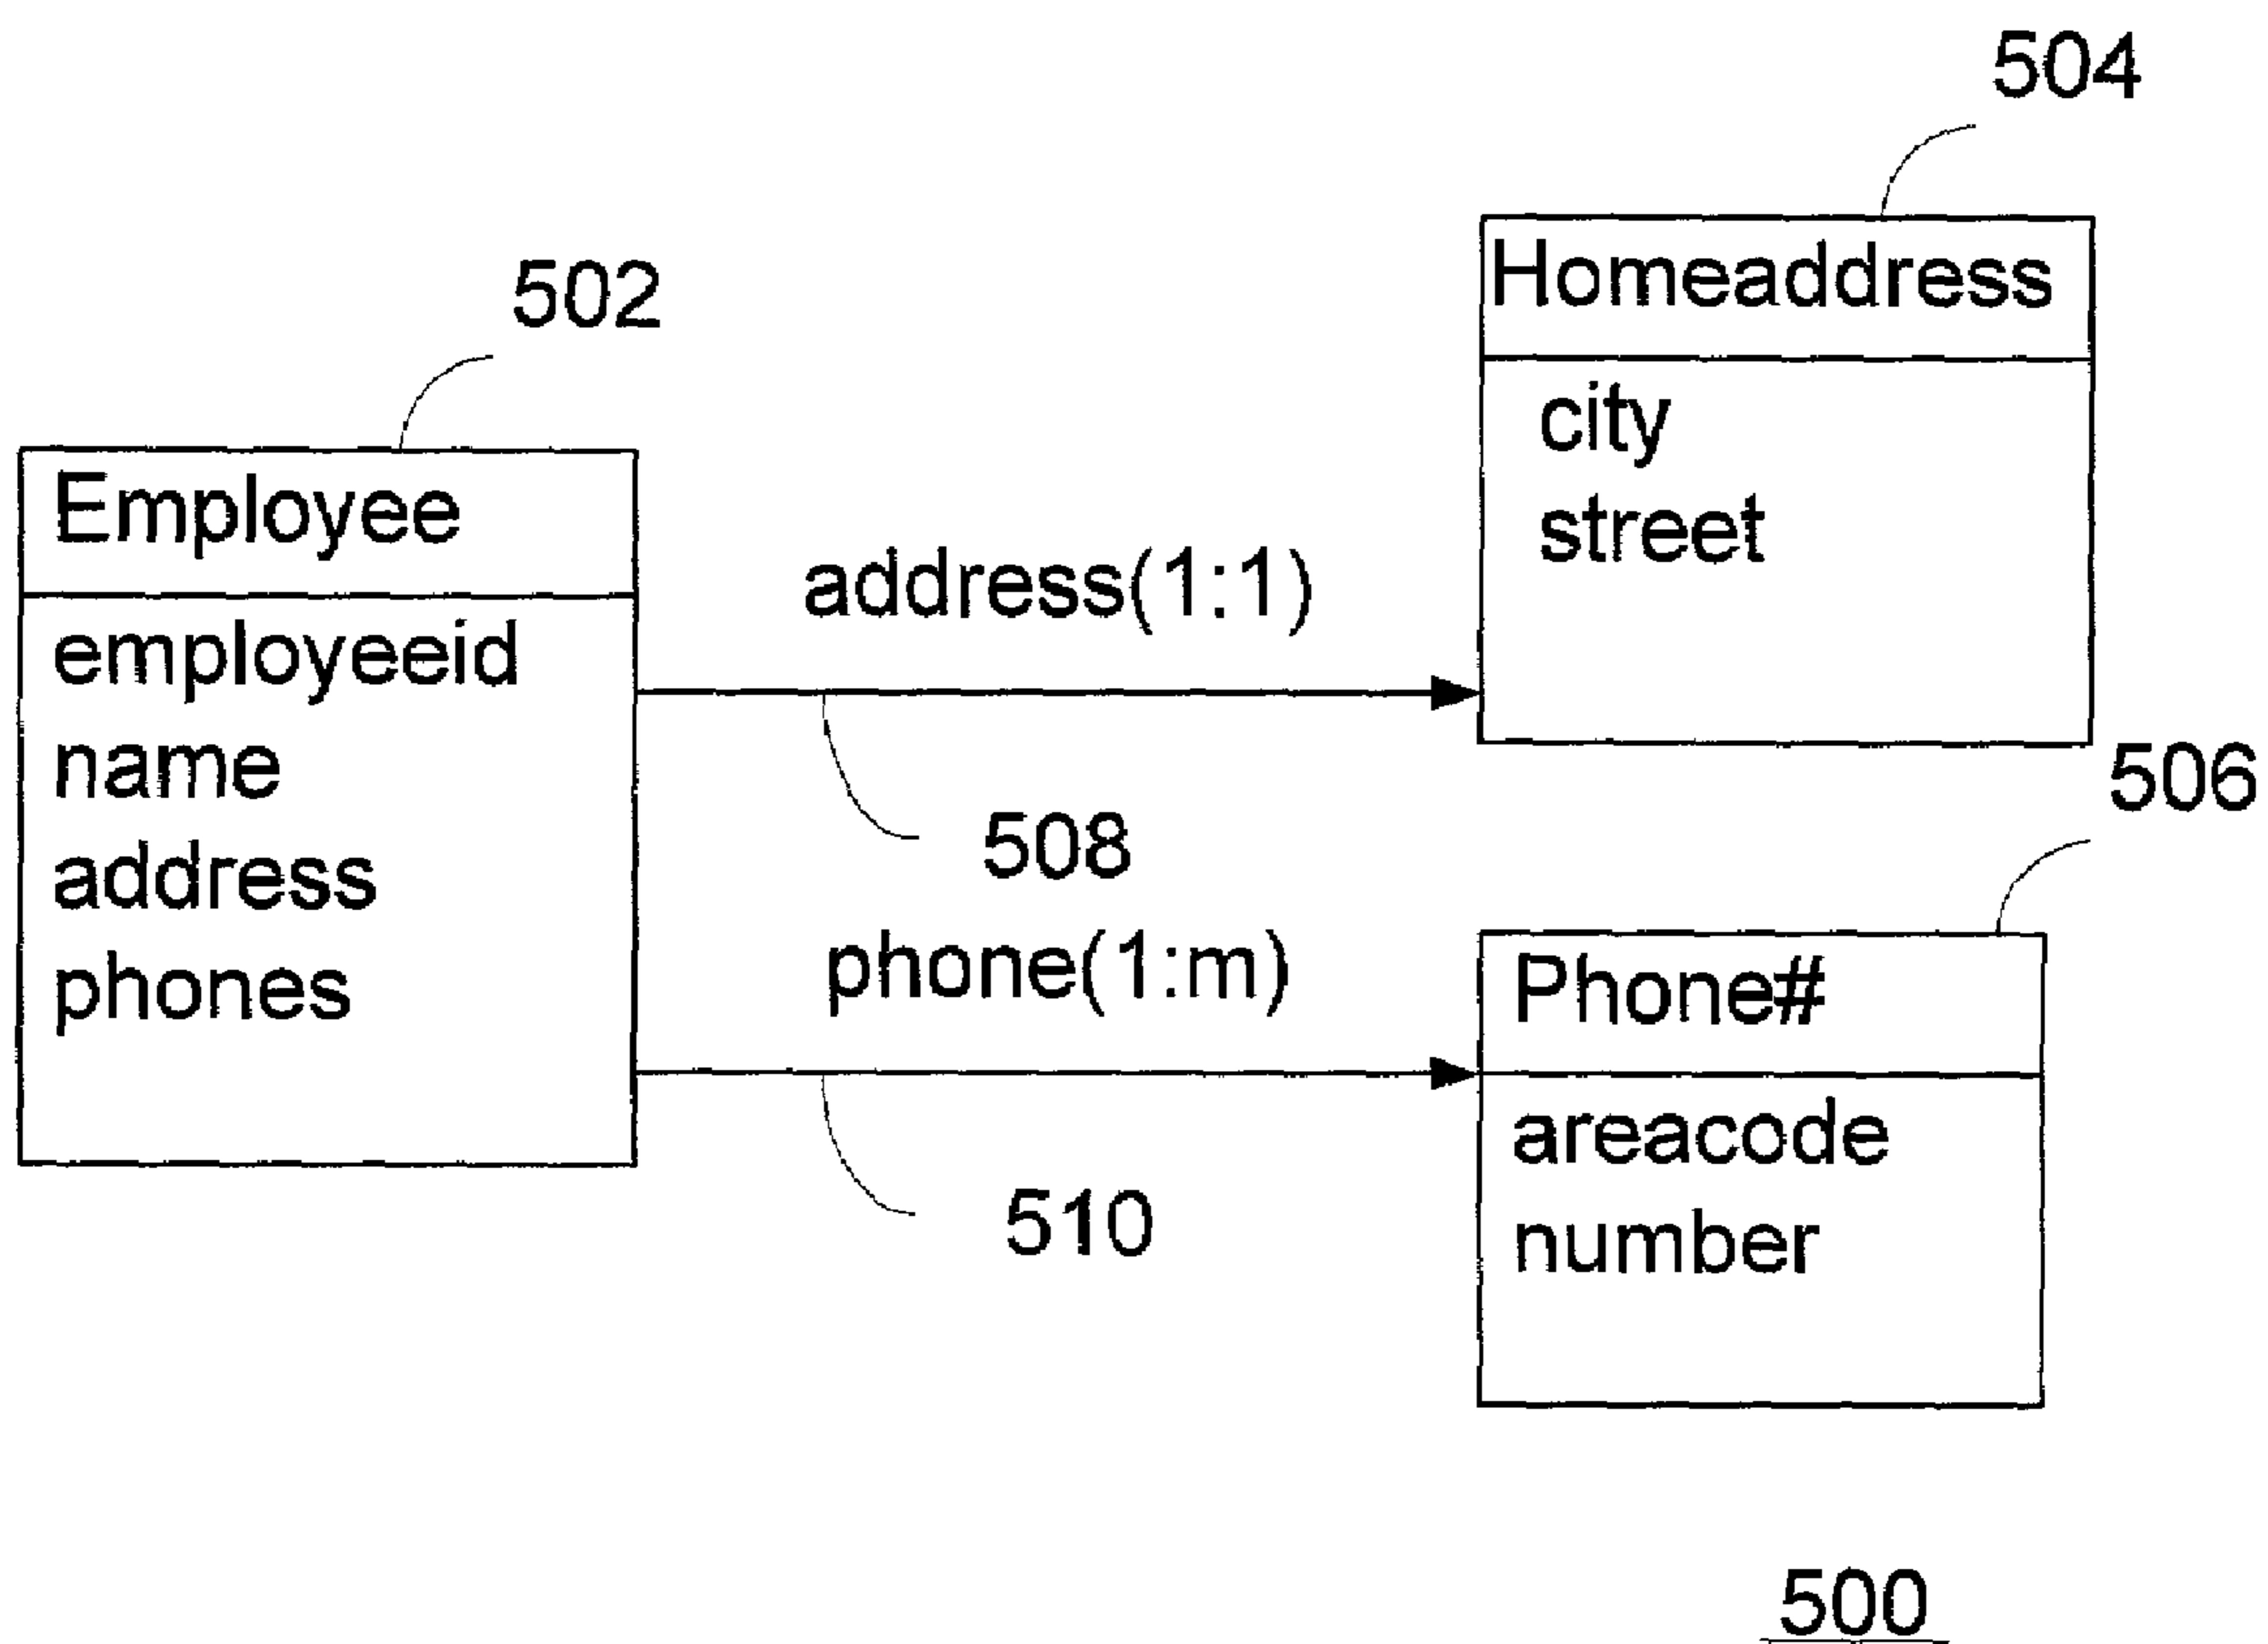 504
Homeaddress
city
street
502
Employee
employeeid
name
address
phones
address(1:1)
508
phone(1:m)
510
506
Phone#
areacode
number
500